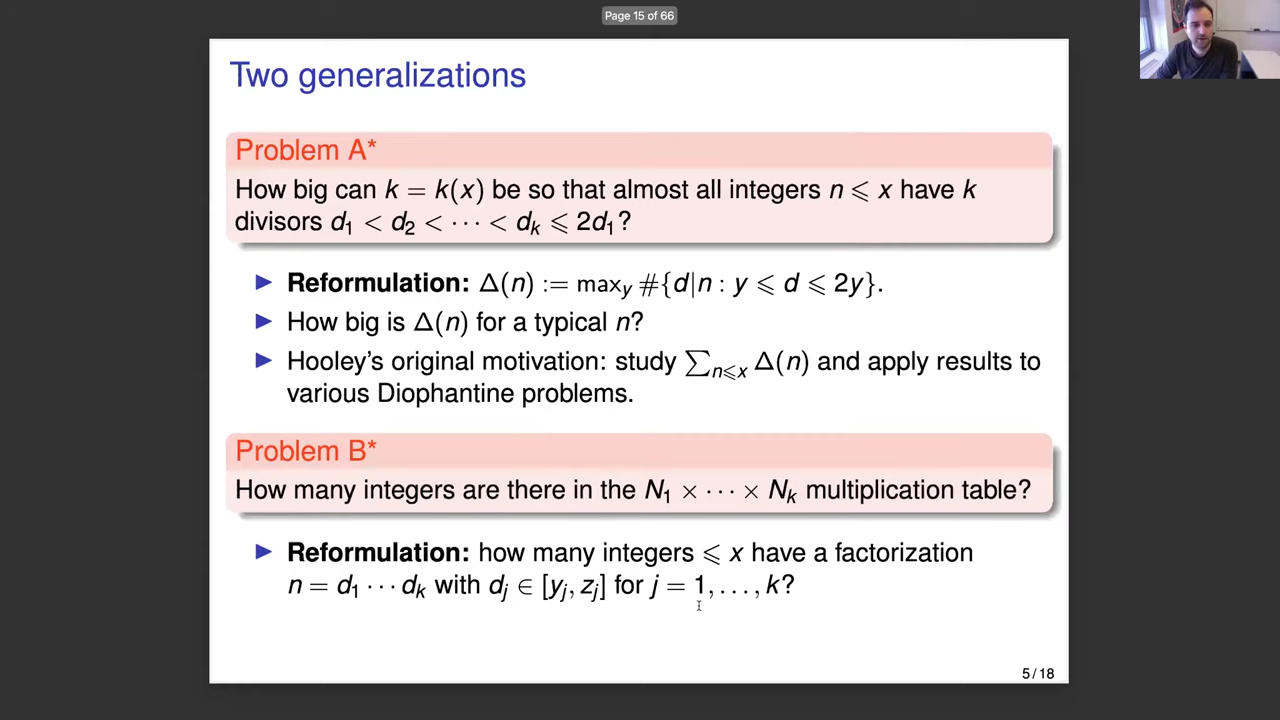 Page 15 of 66
Two generalizations
Problem A*
How big can k = k(x) be so that almost all integers n ⩽ x have k
divisors d₁ < d₂ < ⋯ < dₖ ⩽ 2d₁?
▶ Reformulation: Δ(n) := max_y #{d|n : y ⩽ d ⩽ 2y}.
▶ How big is Δ(n) for a typical n?
▶ Hooley's original motivation: study ∑_{n⩽x} Δ(n) and apply results to
various Diophantine problems.
Problem B*
How many integers are there in the N₁ × ⋯ × Nₖ multiplication table?
▶ Reformulation: how many integers ⩽ x have a factorization
n = d₁ ⋯ dₖ with dⱼ ∈ [yⱼ, zⱼ] for j = 1, . . . , k?
5 / 18